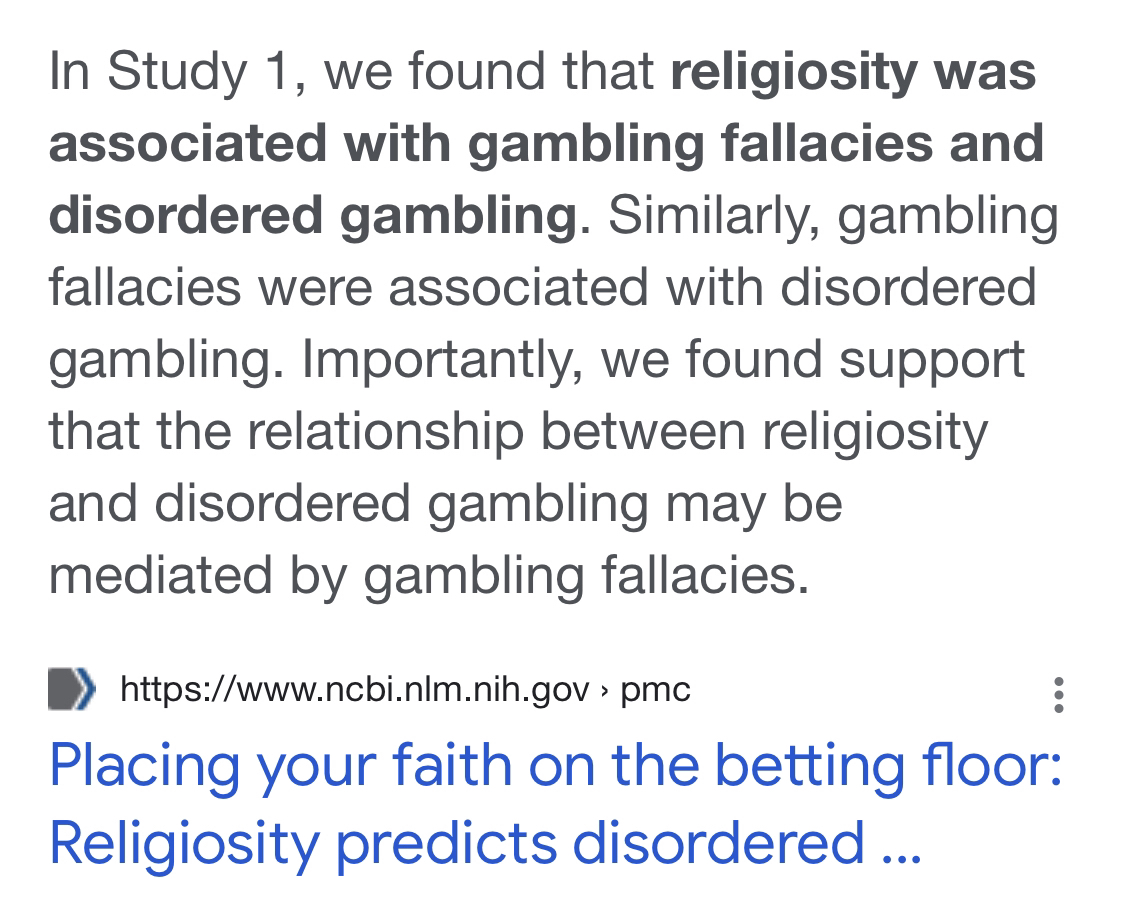 In Study 1, we found that religiosity was
associated with gambling fallacies and
disordered gambling. Similarly, gambling
fallacies were associated with disordered
gambling. Importantly, we found support
that the relationship between religiosity
and disordered gambling may be
mediated by gambling fallacies.
https://www.ncbi.nlm.nih.gov › pmc
Placing your faith on the betting floor:
Religiosity predicts disordered ...